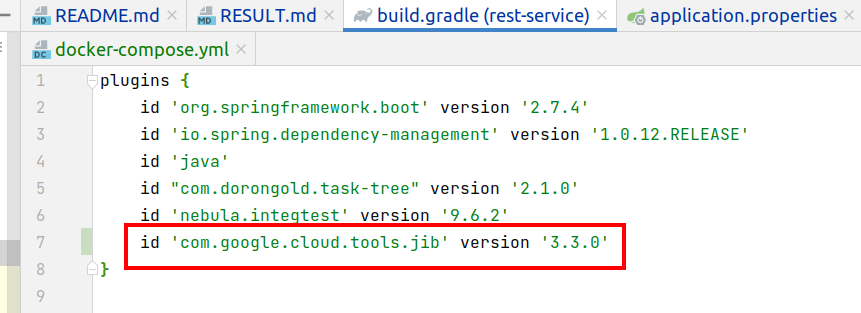 MD README.md
MD RESULT.md
build.gradle (rest-service)
application.properties
DC docker-compose.yml
1 plugins {
2 id 'org.springframework.boot' version '2.7.4'
3 id 'io.spring.dependency-management' version '1.0.12.RELEASE'
4 id 'java'
5 id "com.dorongold.task-tree" version '2.1.0'
6 id 'nebula.integtest' version '9.6.2'
7 id 'com.google.cloud.tools.jib' version '3.3.0'
8 }
9